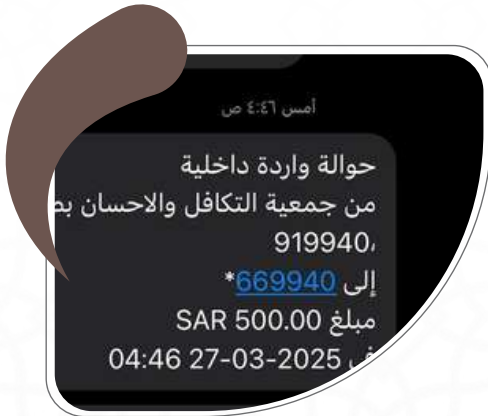 أمس ٤:٤٦ ص
حوالة واردة داخلية
من جمعية التكافل والاحسان
919940،
إلى 669940*
مبلغ SAR 500.00
في 27-03-2025 04:46